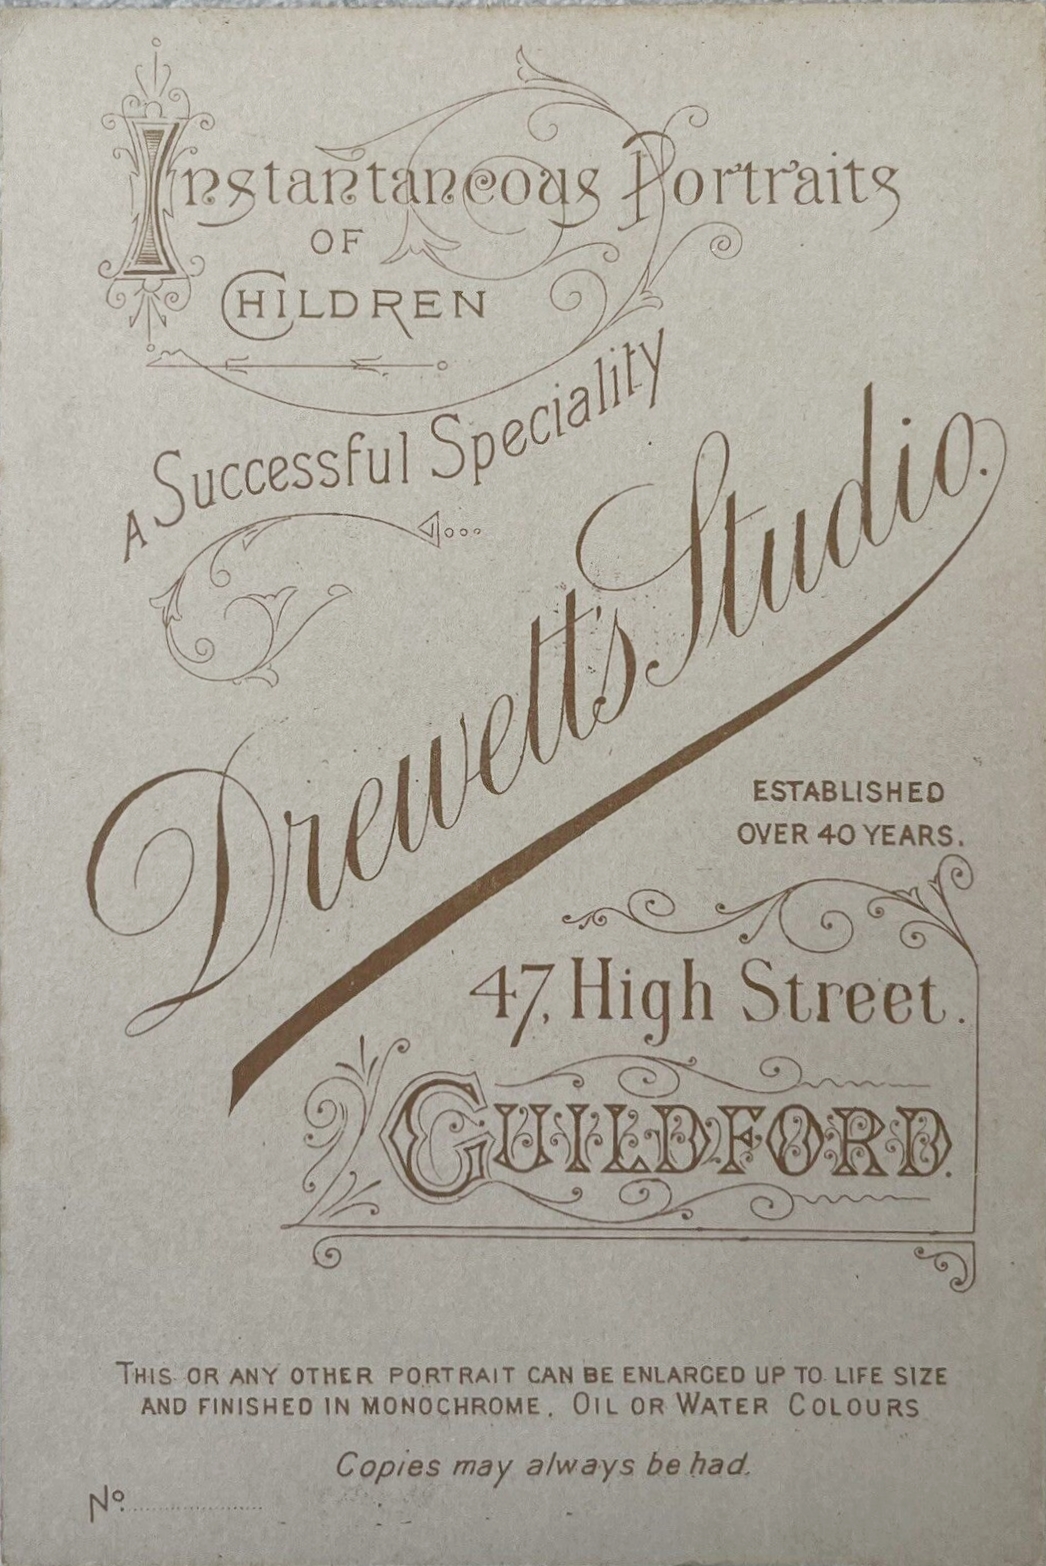 Instantaneous Portraits
OF
CHILDREN
A Successful Speciality
Drewett's Studio.
ESTABLISHED
OVER 40 YEARS.
47, High Street.
GUILDFORD.
THIS OR ANY OTHER PORTRAIT CAN BE ENLARGED UP TO LIFE SIZE
AND FINISHED IN MONOCHROME. OIL OR WATER COLOURS
Copies may always be had.
No. ....................